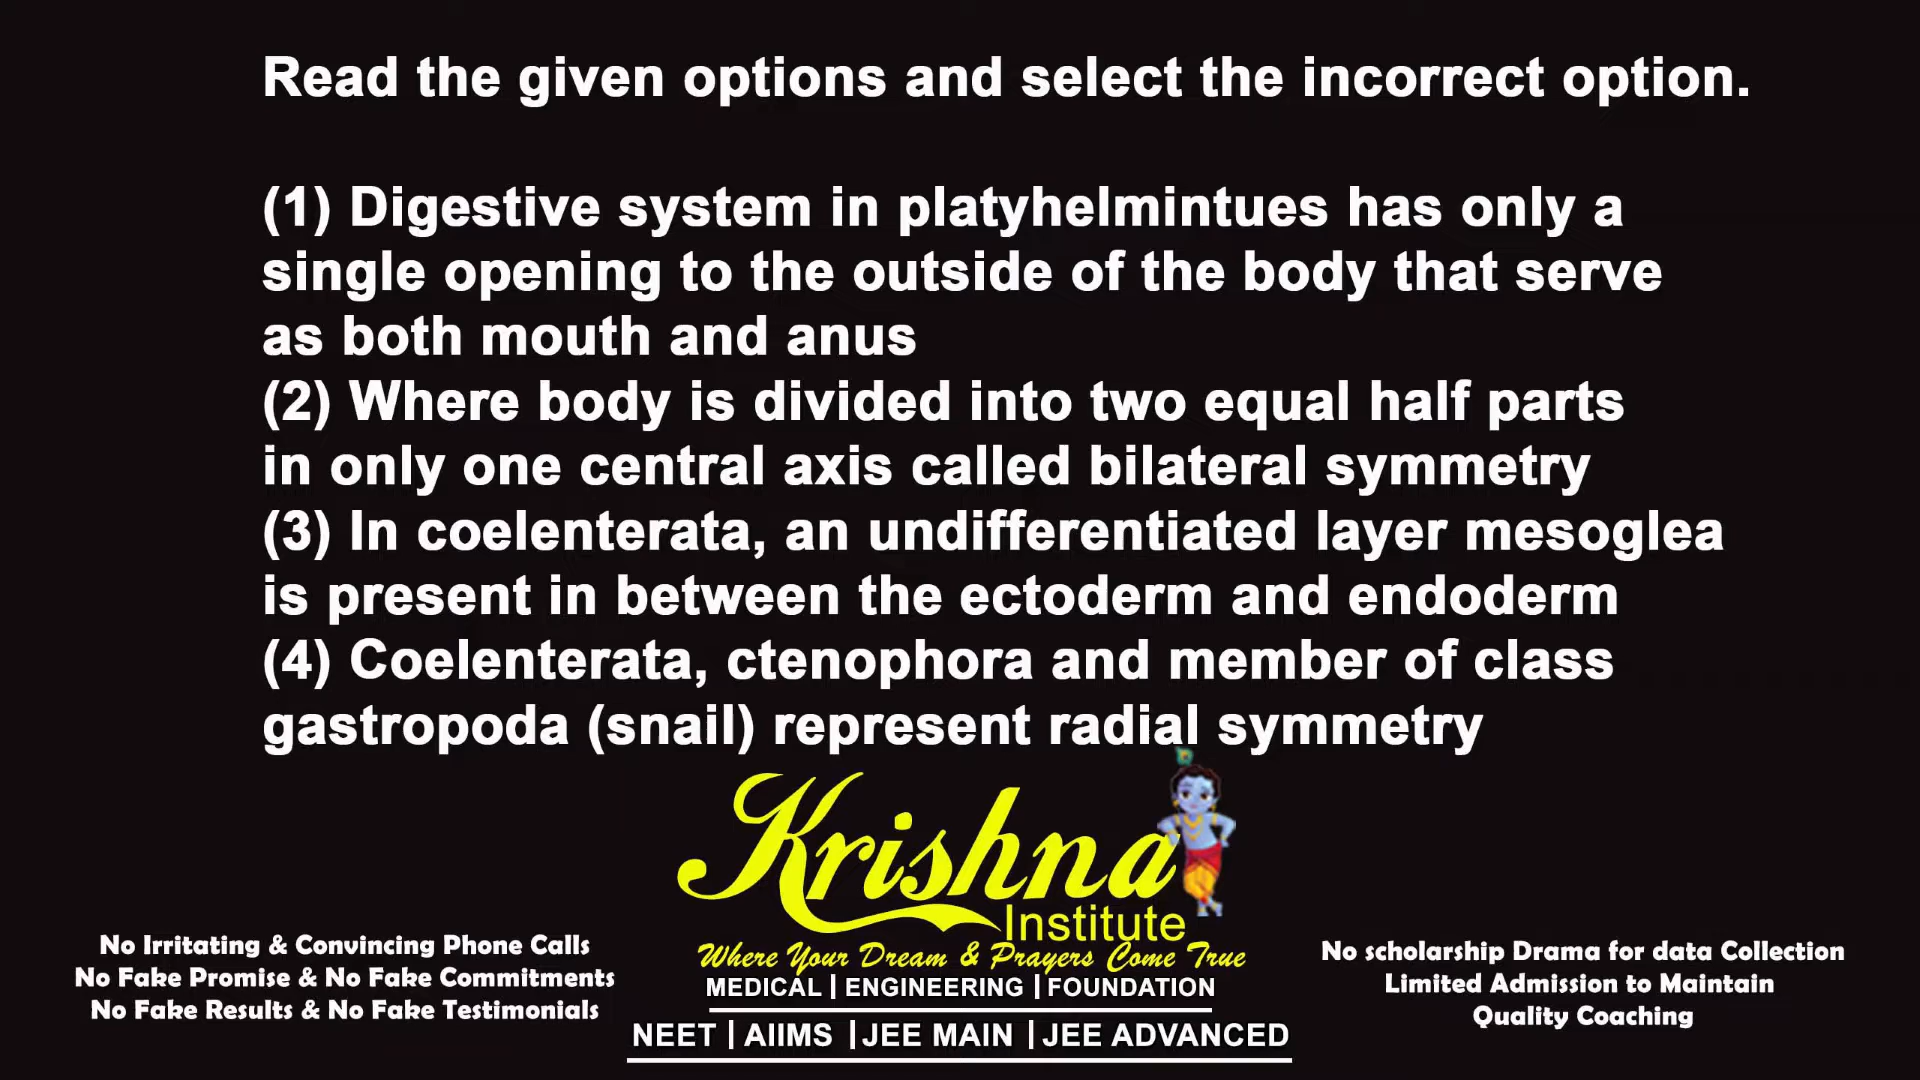 Read the given options and select the incorrect option.
(1) Digestive system in platyhelmintues has only a
single opening to the outside of the body that serve
as both mouth and anus
(2) Where body is divided into two equal half parts
in only one central axis called bilateral symmetry
(3) In coelenterata, an undifferentiated layer mesoglea
is present in between the ectoderm and endoderm
(4) Coelenterata, ctenophora and member of class
gastropoda (snail) represent radial symmetry
Krishna
Institute
Where Your Dream & Prayers Come True
MEDICAL | ENGINEERING | FOUNDATION
NEET | AIIMS | JEE MAIN | JEE ADVANCED
No Irritating & Convincing Phone Calls
No Fake Promise & No Fake Commitments
No Fake Results & No Fake Testimonials
No scholarship Drama for data Collection
Limited Admission to Maintain
Quality Coaching